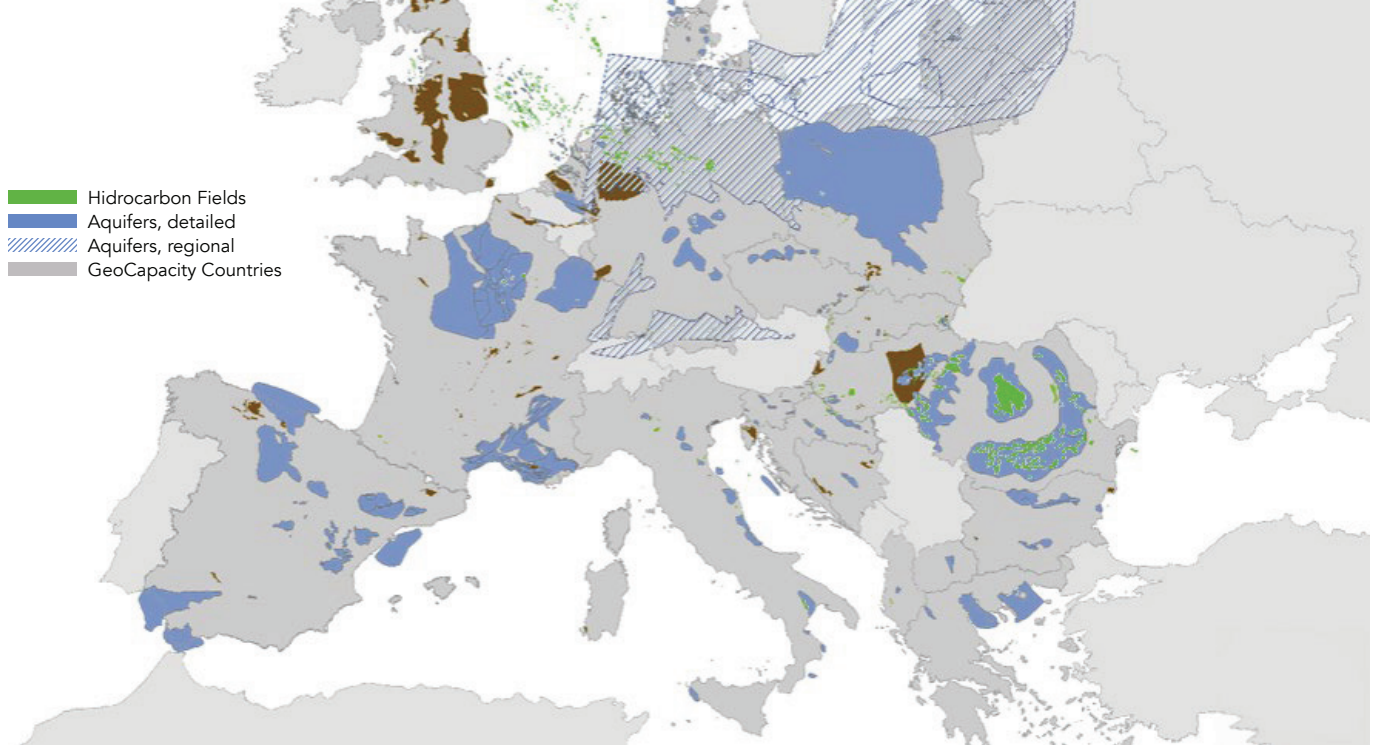 Hidrocarbon Fields
Aquifers, detailed
Aquifers, regional
GeoCapacity Countries